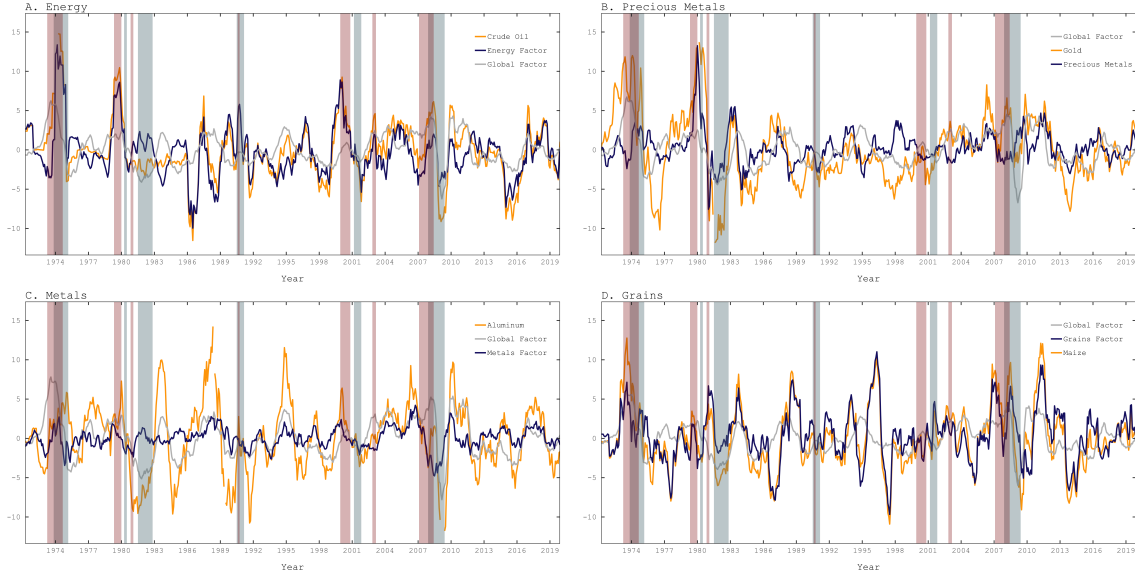 A. Energy
15
10
5
0
−5
−10
Crude Oil
Energy Factor
Global Factor
1974 1977 1980 1983 1986 1989 1992 1995 1998 2001 2004 2007 2010 2013 2016 2019
Year
B. Precious Metals
15
10
5
0
−5
−10
Global Factor
Gold
Precious Metals
1974 1977 1980 1983 1986 1989 1992 1995 1998 2001 2004 2007 2010 2013 2016 2019
Year
C. Metals
15
10
5
0
−5
−10
Aluminum
Global Factor
Metals Factor
1974 1977 1980 1983 1986 1989 1992 1995 1998 2001 2004 2007 2010 2013 2016 2019
Year
D. Grains
15
10
5
0
−5
−10
Global Factor
Grains Factor
Maize
1974 1977 1980 1983 1986 1989 1992 1995 1998 2001 2004 2007 2010 2013 2016 2019
Year